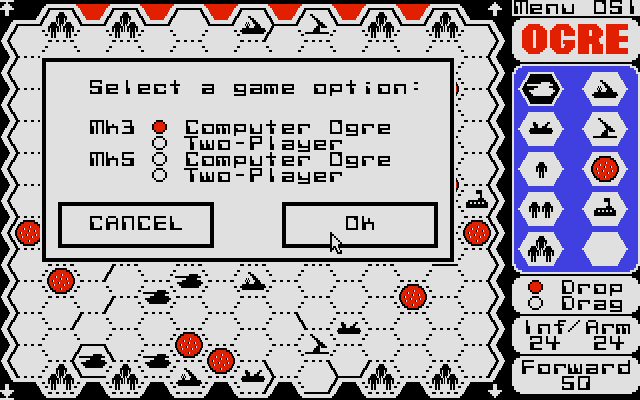 Menu OSI
OGRE
Select a game option:
Mk3 Computer Ogre
Two-Player
Mk5 Computer Ogre
Two-Player
CANCEL
Ok
Drop
Drag
Inf/Arm
24 24
Forward
50